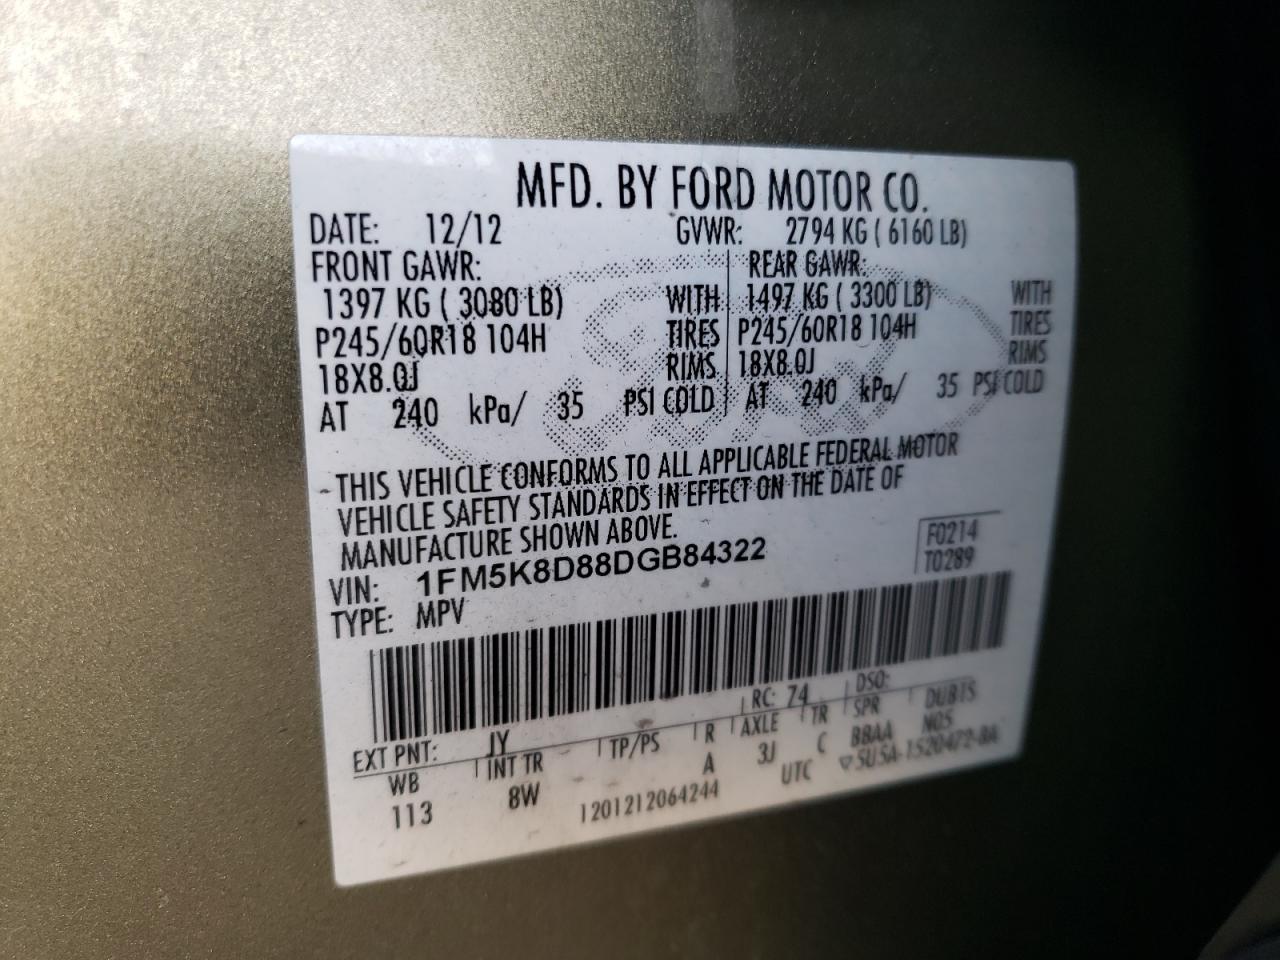 MFD. BY FORD MOTOR CO.
DATE: 12/12 GVWR: 2794 KG ( 6160 LB)
FRONT GAWR: REAR GAWR:
1397 KG ( 3080 LB) WITH 1497 KG ( 3300 LB) WITH
P245/60R18 104H TIRES P245/60R18 104H TIRES
18X8.0J RIMS 18X8.0J RIMS
AT 240 kPa/ 35 PSI COLD AT 240 kPa/ 35 PSI COLD
THIS VEHICLE CONFORMS TO ALL APPLICABLE FEDERAL MOTOR
VEHICLE SAFETY STANDARDS IN EFFECT ON THE DATE OF
MANUFACTURE SHOWN ABOVE.
F0214
T0289
VIN: 1FM5K8D88DGB84322
TYPE: MPV
RC: 74 DSO:
EXT PNT: JY
WB INT TR TP/PS R AXLE TR SPR DUBTS
113 8W A 3J C BBAA N05
1201212064244 UTC ▽5U5A-1520472-BA